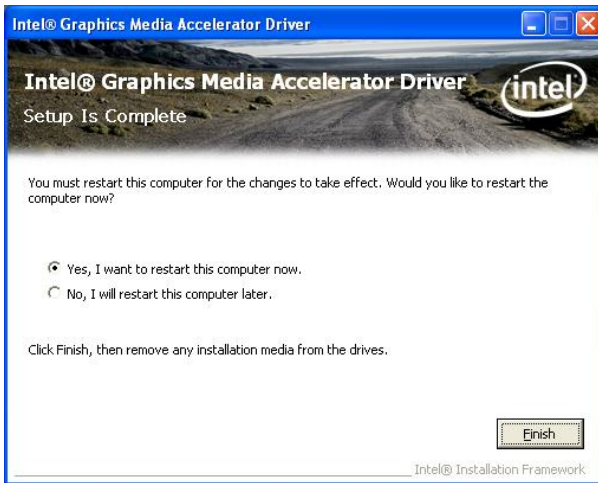 Intel® Graphics Media Accelerator Driver
Intel® Graphics Media Accelerator Driver
intel
Setup Is Complete
You must restart this computer for the changes to take effect. Would you like to restart the
computer now?
Yes, I want to restart this computer now.
No, I will restart this computer later.
Click Finish, then remove any installation media from the drives.
Finish
Intel® Installation Framework